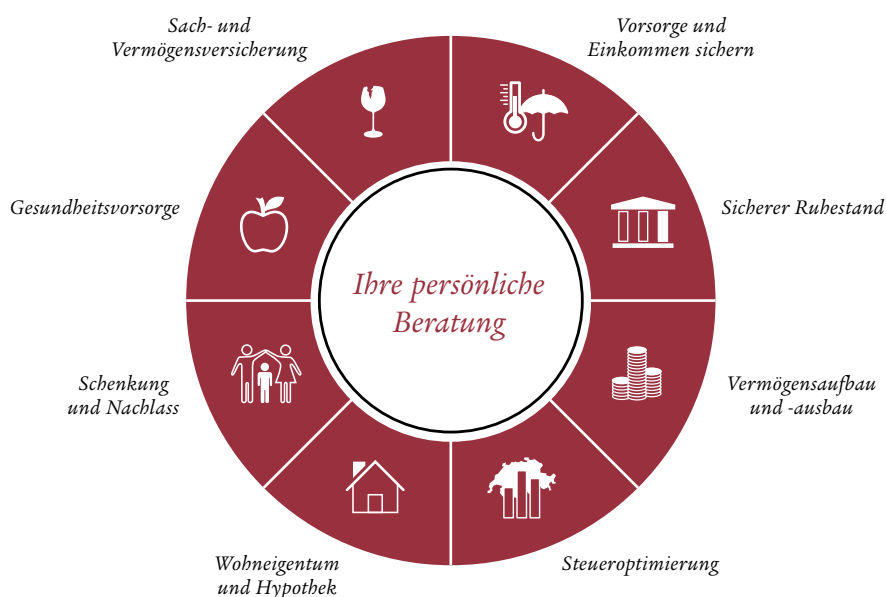 Sach- und
Vermögensversicherung
Vorsorge und
Einkommen sichern
Gesundheitsvorsorge
Sicherer Ruhestand
Ihre persönliche
Beratung
Schenkung
und Nachlass
Vermögensaufbau
und -ausbau
Wohneigentum
und Hypothek
Steueroptimierung